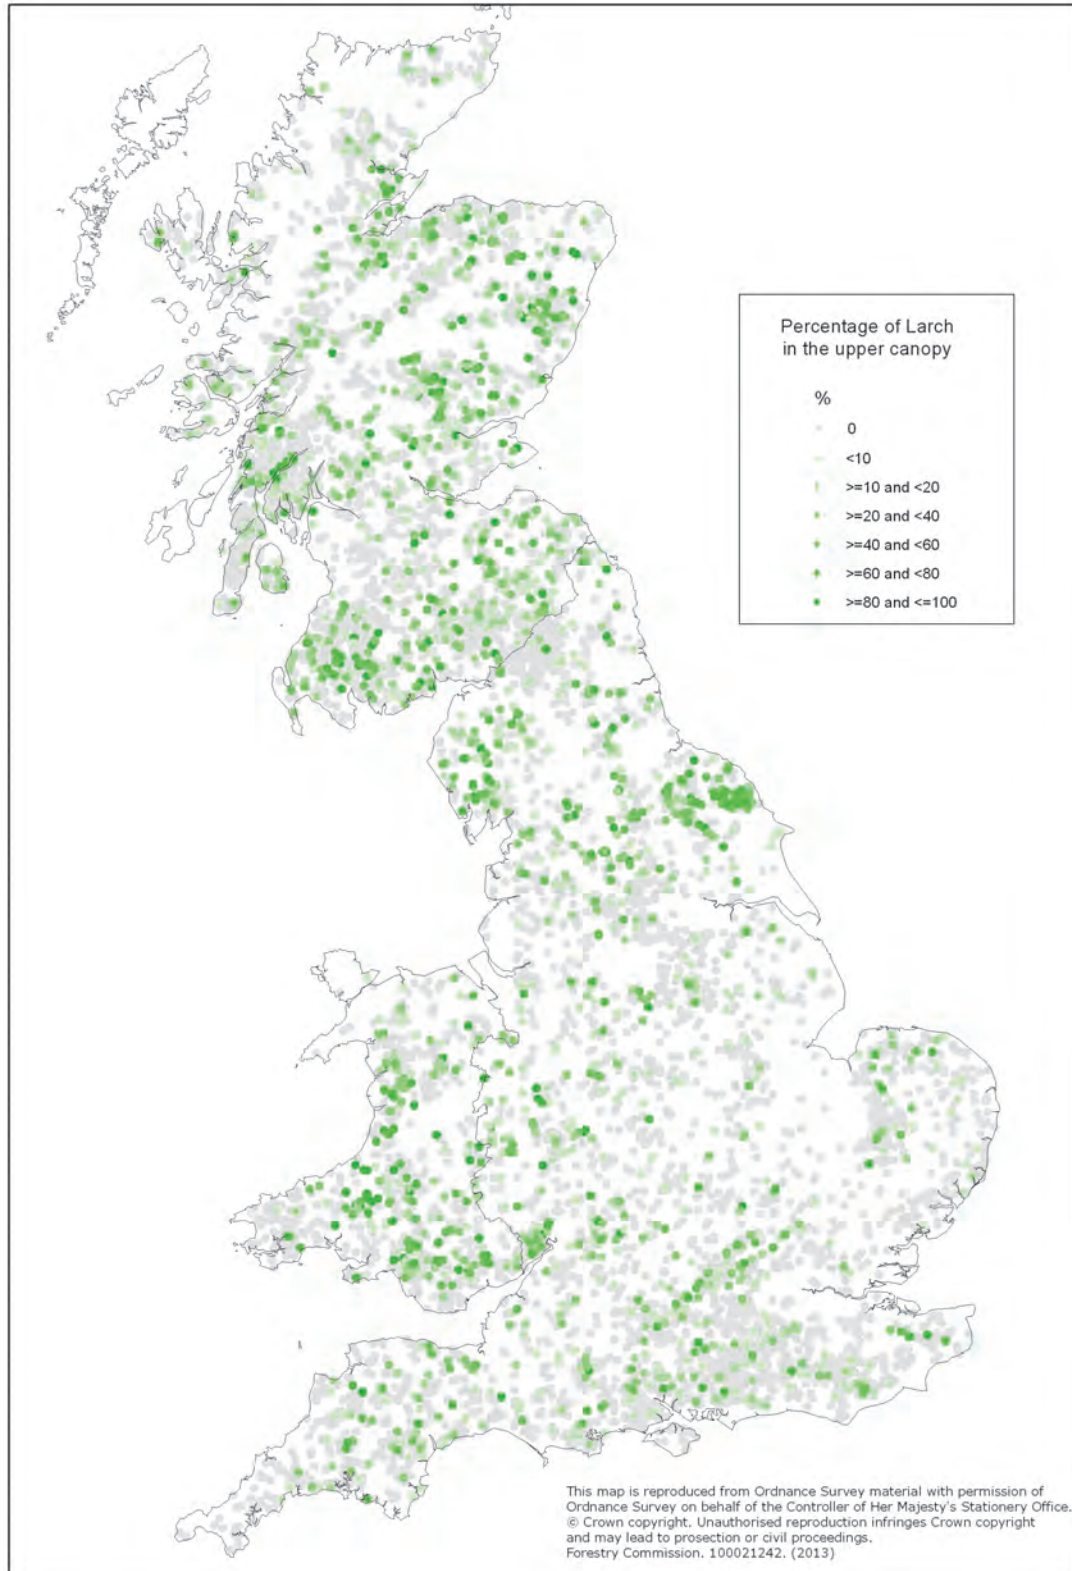 Percentage of Larch
in the upper canopy
%
0
<10
>=10 and <20
>=20 and <40
>=40 and <60
>=60 and <80
>=80 and <=100
This map is reproduced from Ordnance Survey material with permission of
Ordnance Survey on behalf of the Controller of Her Majesty's Stationery Office.
© Crown copyright. Unauthorised reproduction infringes Crown copyright
and may lead to prosection or civil proceedings.
Forestry Commission. 100021242. (2013)